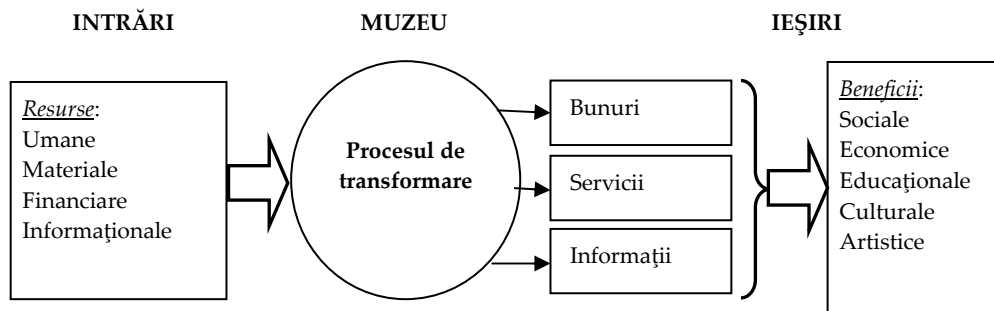 INTRĂRI
MUZEU
IEŞIRI
Resurse:
Umane
Materiale
Financiare
Informaţionale
Procesul de
transformare
Bunuri
Servicii
Informaţii
Beneficii:
Sociale
Economice
Educaţionale
Culturale
Artistice